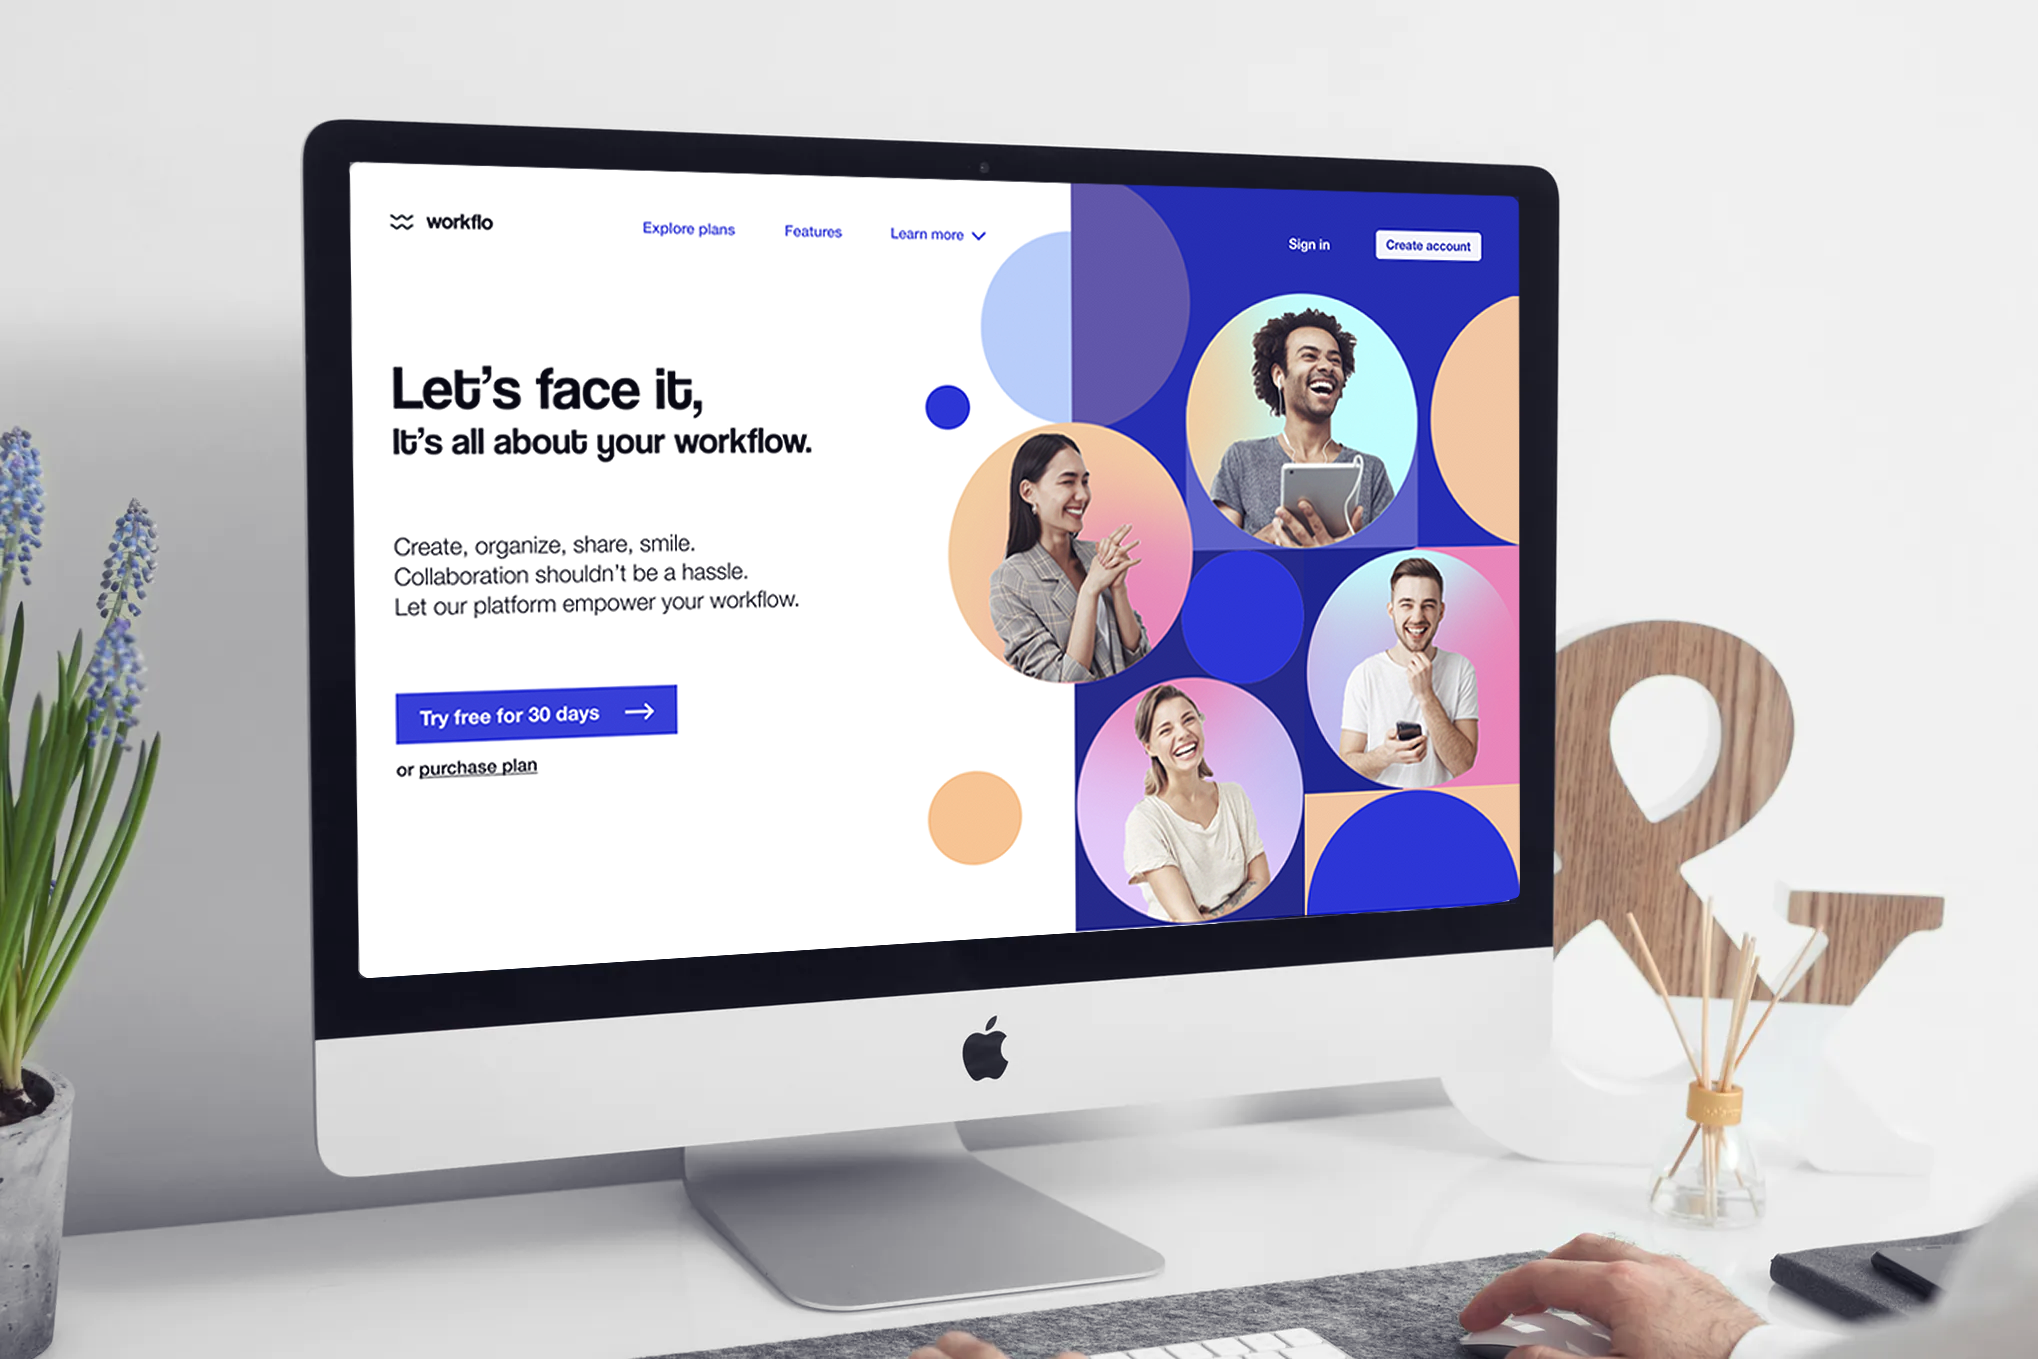 workflo
Explore plans
Features
Learn more
Sign in
Create account
Let's face it,
It's all about your workflow.
Create, organize, share, smile.
Collaboration shouldn't be a hassle.
Let our platform empower your workflow.
Try free for 30 days
or purchase plan
&